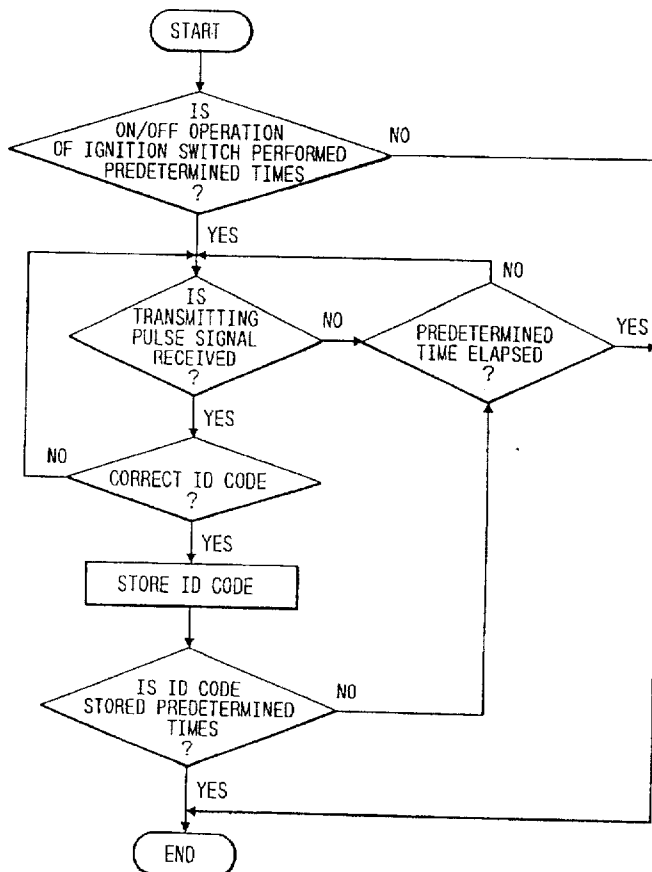 START
IS
ON/OFF OPERATION
OF IGNITION SWITCH PERFORMED
PREDETERMINED TIMES
?
NO
YES
IS
TRANSMITTING
PULSE SIGNAL
RECEIVED
?
NO
PREDETERMINED
TIME ELAPSED
?
NO
YES
YES
CORRECT ID CODE
?
NO
YES
STORE ID CODE
IS ID CODE
STORED PREDETERMINED
TIMES
?
NO
YES
END